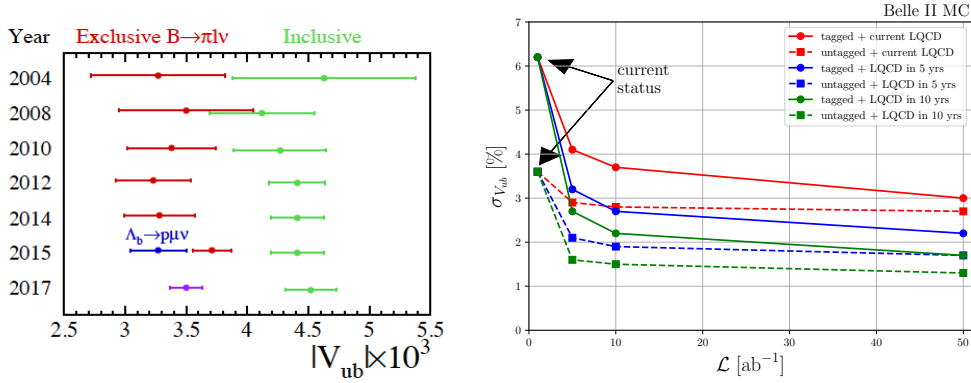 Year
Exclusive B→πlν
Inclusive
2004
2008
2010
2012
2014
Λb→pμν
2015
2017
2.5 3 3.5 4 4.5 5 5.5
|Vub|×10³
Belle II MC
tagged + current LQCD
untagged + current LQCD
tagged + LQCD in 5 yrs
untagged + LQCD in 5 yrs
tagged + LQCD in 10 yrs
untagged + LQCD in 10 yrs
current
status
7
6
5
4
3
2
1
0
σVub [%]
0 10 20 30 40 50
ℒ [ab⁻¹]